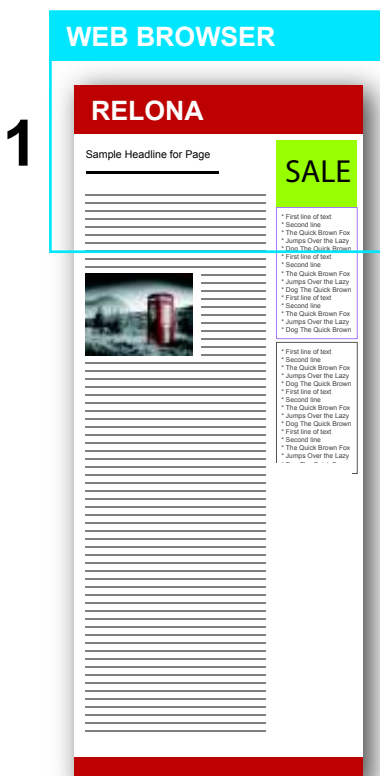 WEB BROWSER
1
RELONA
Sample Headline for Page
SALE
* First line of text
* Second line
* The Quick Brown Fox
* Jumps Over the Lazy
* Dog The Quick Brown
* First line of text
* Second line
* The Quick Brown Fox
* Jumps Over the Lazy
* Dog The Quick Brown
* First line of text
* Second line
* The Quick Brown Fox
* Jumps Over the Lazy
* Dog The Quick Brown
* First line of text
* Second line
* The Quick Brown Fox
* Jumps Over the Lazy
* Dog The Quick Brown
* First line of text
* Second line
* The Quick Brown Fox
* Jumps Over the Lazy
* Dog The Quick Brown
* First line of text
* Second line
* The Quick Brown Fox
* Jumps Over the Lazy